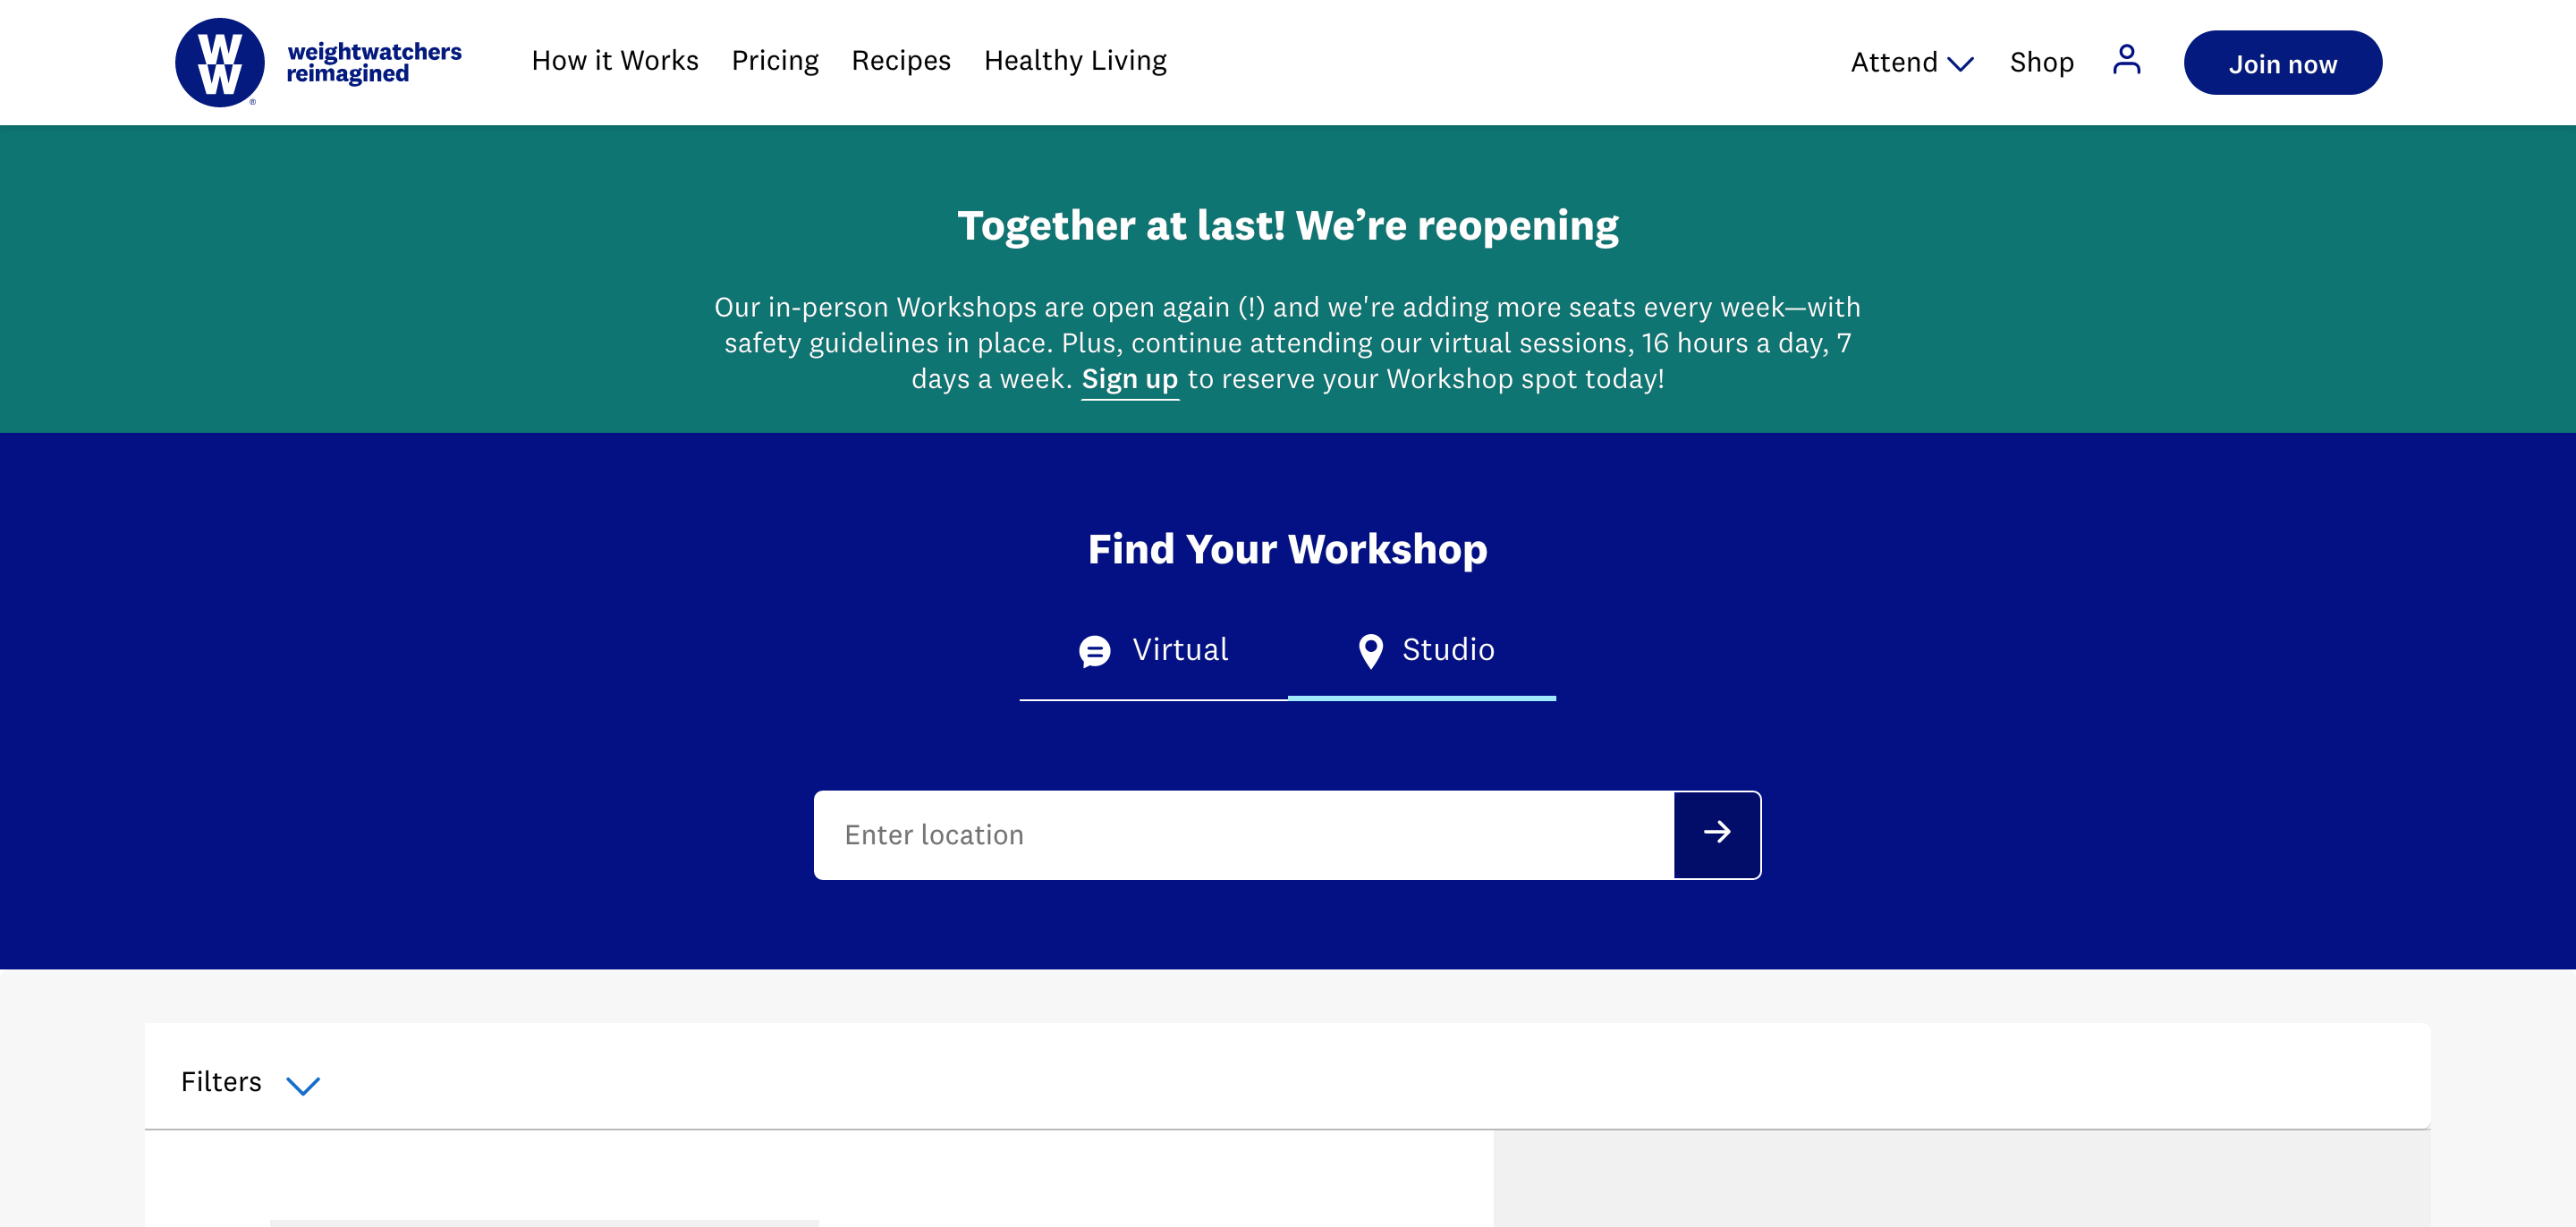 WW
®
weightwatchers
reimagined
How it Works
Pricing
Recipes
Healthy Living
Attend
Shop
Join now
Together at last! We’re reopening
Our in-person Workshops are open again (!) and we're adding more seats every week—with
safety guidelines in place. Plus, continue attending our virtual sessions, 16 hours a day, 7
days a week. Sign up to reserve your Workshop spot today!
Find Your Workshop
Virtual
Studio
Enter location
Filters